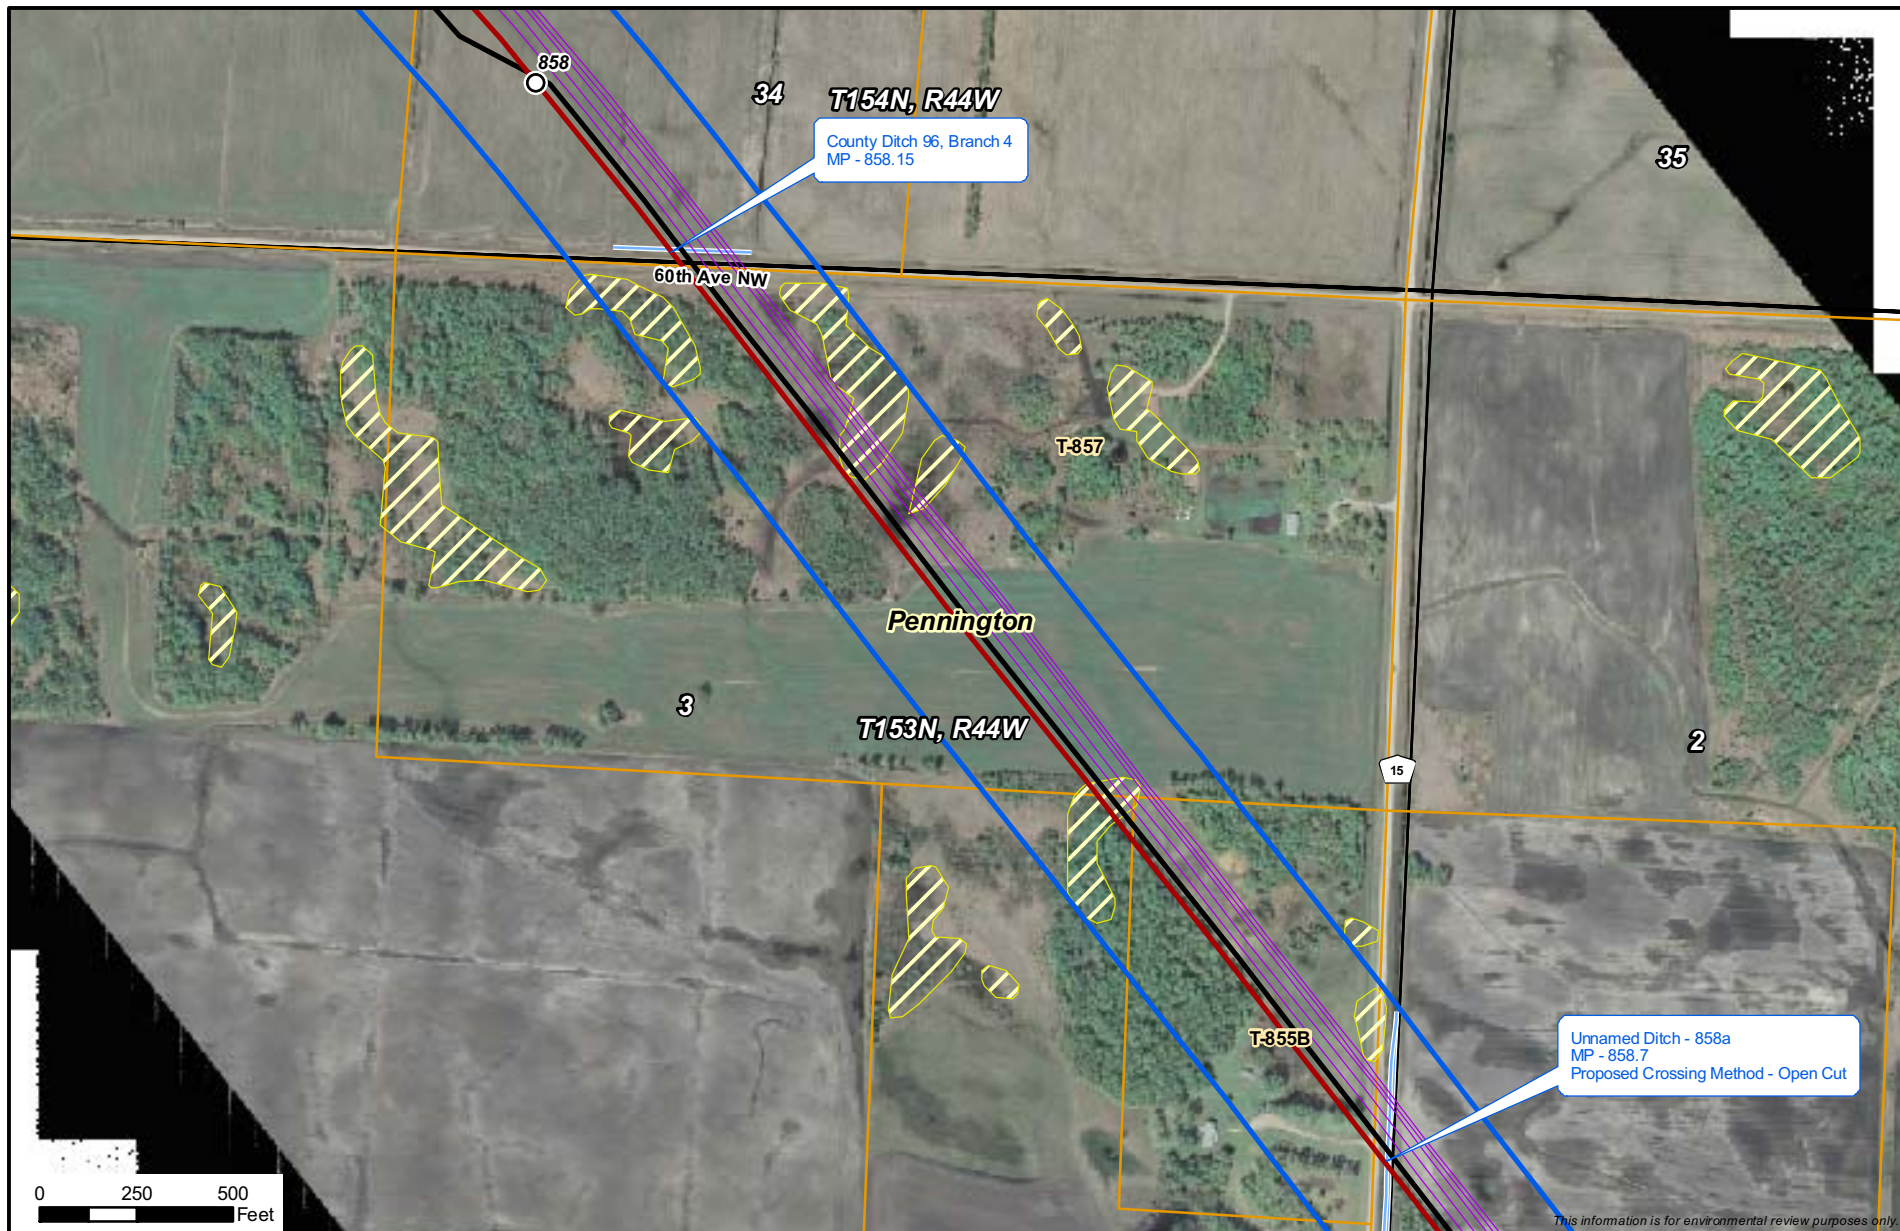 858
34
T154N, R44W
County Ditch 96, Branch 4
MP - 858.15
35
60th Ave NW
T-857
Pennington
3
T153N, R44W
2
15
T-855B
Unnamed Ditch - 858a
MP - 858.7
Proposed Crossing Method - Open Cut
0 250 500
Feet
This information is for environmental review purposes only